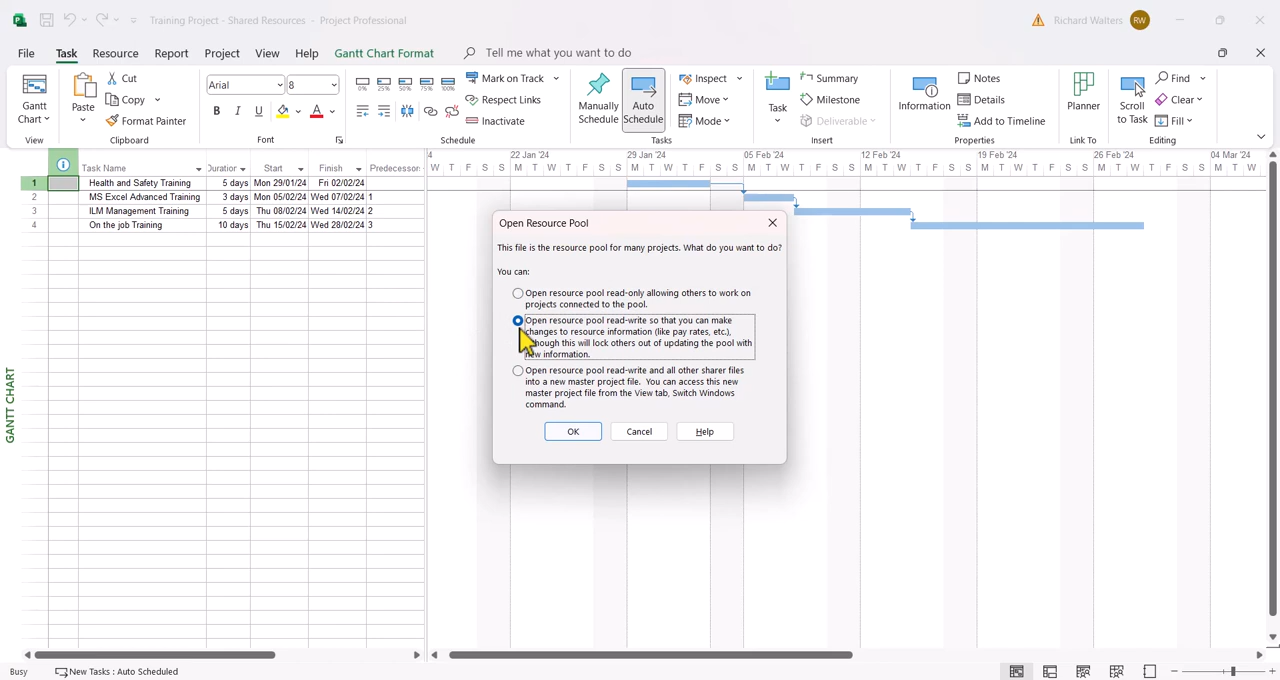 Training Project - Shared Resources - Project Professional
Richard Walters RW
File Task Resource Report Project View Help Gantt Chart Format Tell me what you want to do
Gantt Chart
View
Paste
Cut
Copy
Format Painter
Clipboard
Arial 8
B I U A
Font
0% 25% 50% 75% 100%
Mark on Track
Respect Links
Inactivate
Schedule
Manually Schedule
Auto Schedule
Inspect
Move
Mode
Tasks
Task
Summary
Milestone
Deliverable
Insert
Information
Notes
Details
Add to Timeline
Properties
Planner
Link To
Scroll to Task
Find
Clear
Fill
Editing
Task Name Duration Start Finish Predecessor
1 Health and Safety Training 5 days Mon 29/01/24 Fri 02/02/24
2 MS Excel Advanced Training 3 days Mon 05/02/24 Wed 07/02/24 1
3 ILM Management Training 5 days Thu 08/02/24 Wed 14/02/24 2
4 On the job Training 10 days Thu 15/02/24 Wed 28/02/24 3
4 22 Jan '24 29 Jan '24 05 Feb '24 12 Feb '24 19 Feb '24 26 Feb '24 04 Mar '24
W T F S S M T W T F S S M T W T F S S M T W T F S S M T W T F S S M T W T F S S M T W T F S S M T W
GANTT CHART
Open Resource Pool
This file is the resource pool for many projects. What do you want to do?
You can:
Open resource pool read-only allowing others to work on
projects connected to the pool.
Open resource pool read-write so that you can make
changes to resource information (like pay rates, etc.),
although this will lock others out of updating the pool with
new information.
Open resource pool read-write and all other sharer files
into a new master project file. You can access this new
master project file from the View tab, Switch Windows
command.
OK Cancel Help
Busy New Tasks : Auto Scheduled